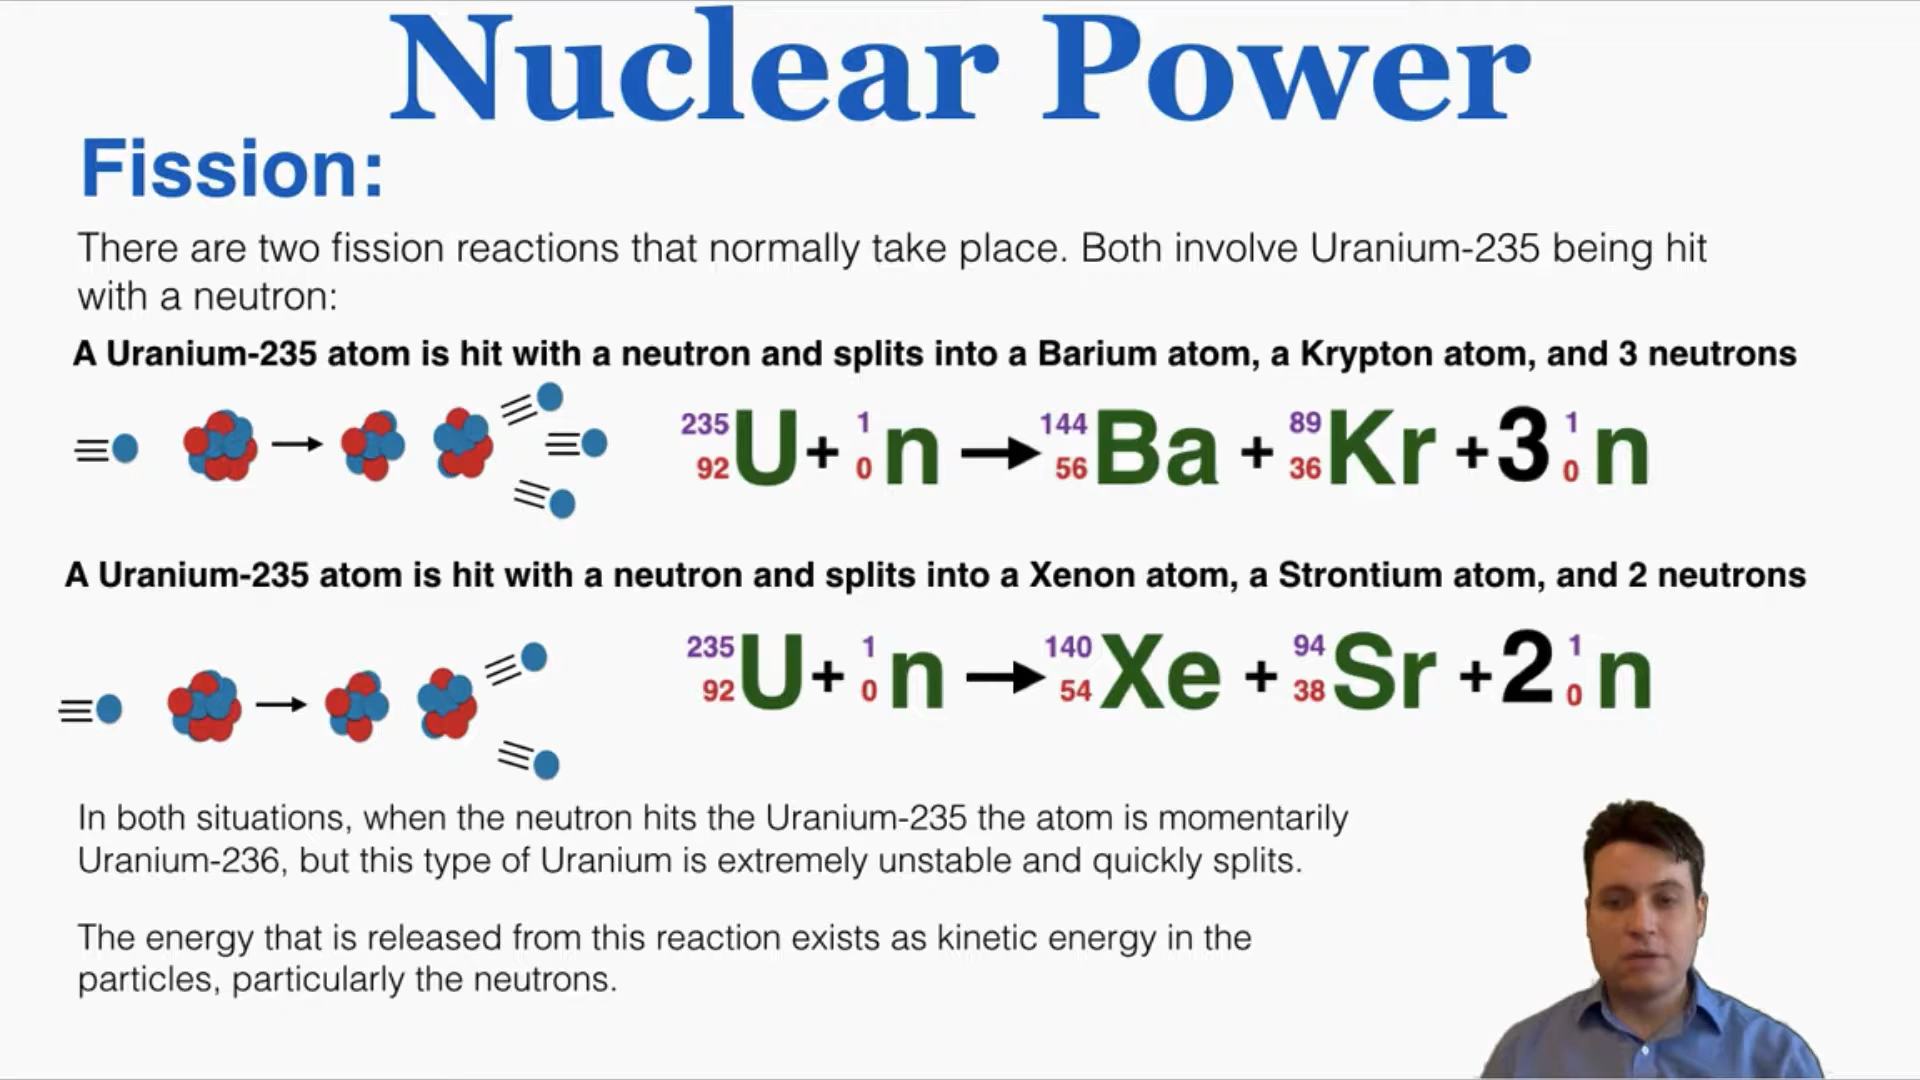 Nuclear Power
Fission:
There are two fission reactions that normally take place. Both involve Uranium-235 being hit
with a neutron:
A Uranium-235 atom is hit with a neutron and splits into a Barium atom, a Krypton atom, and 3 neutrons
235 92 U + 1 0 n → 144 56 Ba + 89 36 Kr + 3 1 0 n
A Uranium-235 atom is hit with a neutron and splits into a Xenon atom, a Strontium atom, and 2 neutrons
235 92 U + 1 0 n → 140 54 Xe + 94 38 Sr + 2 1 0 n
In both situations, when the neutron hits the Uranium-235 the atom is momentarily
Uranium-236, but this type of Uranium is extremely unstable and quickly splits.
The energy that is released from this reaction exists as kinetic energy in the
particles, particularly the neutrons.